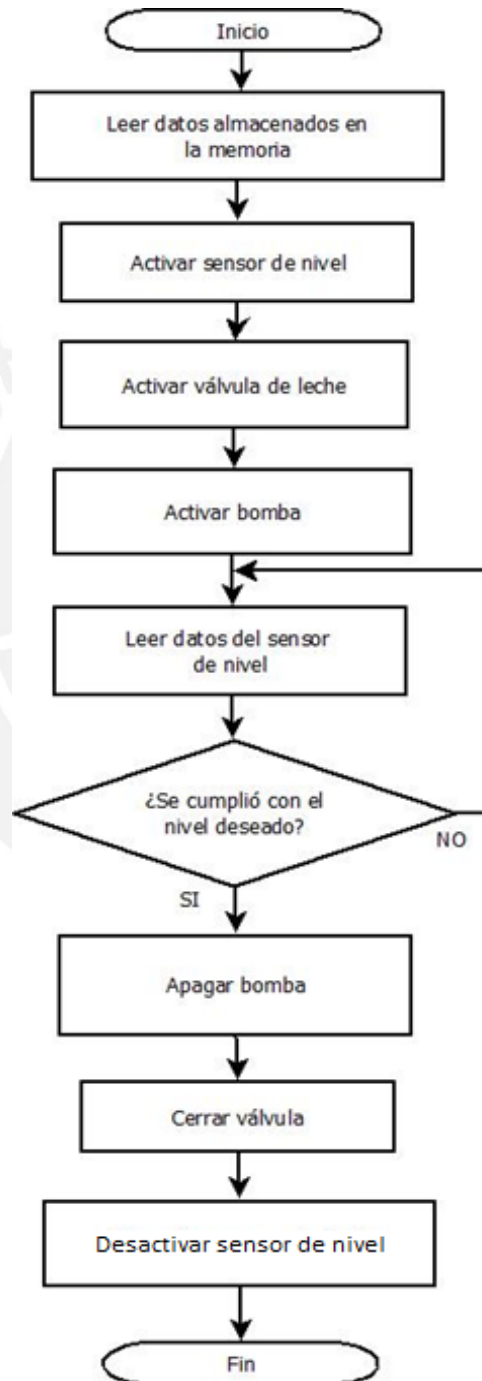 Inicio
Leer datos almacenados en
la memoria
Activar sensor de nivel
Activar válvula de leche
Activar bomba
Leer datos del sensor
de nivel
¿Se cumplió con el
nivel deseado?
NO
SI
Apagar bomba
Cerrar válvula
Desactivar sensor de nivel
Fin